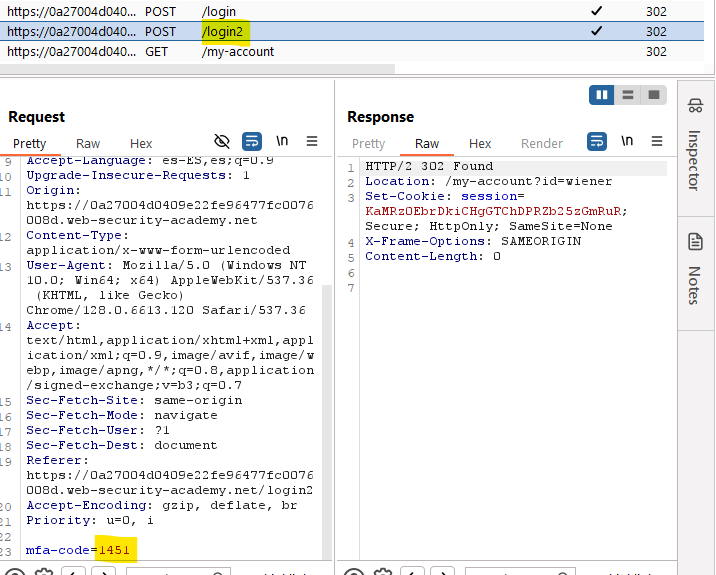 https://0a27004d040... POST /login 302
https://0a27004d040... POST /login2 302
https://0a27004d040... GET /my-account 302
Request
Pretty Raw Hex \n
9 Accept-Language: es-ES,es;q=0.9
10 Upgrade-Insecure-Requests: 1
11 Origin:
https://0a27004d0409e22fe96477fc0076
008d.web-security-academy.net
12 Content-Type:
application/x-www-form-urlencoded
13 User-Agent: Mozilla/5.0 (Windows NT
10.0; Win64; x64) AppleWebKit/537.36
(KHTML, like Gecko)
Chrome/128.0.6613.120 Safari/537.36
14 Accept:
text/html,application/xhtml+xml,appl
ication/xml;q=0.9,image/avif,image/w
ebp,image/apng,*/*;q=0.8,application
/signed-exchange;v=b3;q=0.7
15 Sec-Fetch-Site: same-origin
16 Sec-Fetch-Mode: navigate
17 Sec-Fetch-User: ?1
18 Sec-Fetch-Dest: document
19 Referer:
https://0a27004d0409e22fe96477fc0076
008d.web-security-academy.net/login2
20 Accept-Encoding: gzip, deflate, br
21 Priority: u=0, i
22
23 mfa-code=1451
Response
Pretty Raw Hex Render \n
1 HTTP/2 302 Found
2 Location: /my-account?id=wiener
3 Set-Cookie: session=
KaMRzOEbrDkiCHgGTChDPRZb25zGmRuR;
Secure; HttpOnly; SameSite=None
4 X-Frame-Options: SAMEORIGIN
5 Content-Length: 0
6
7
Inspector
Notes